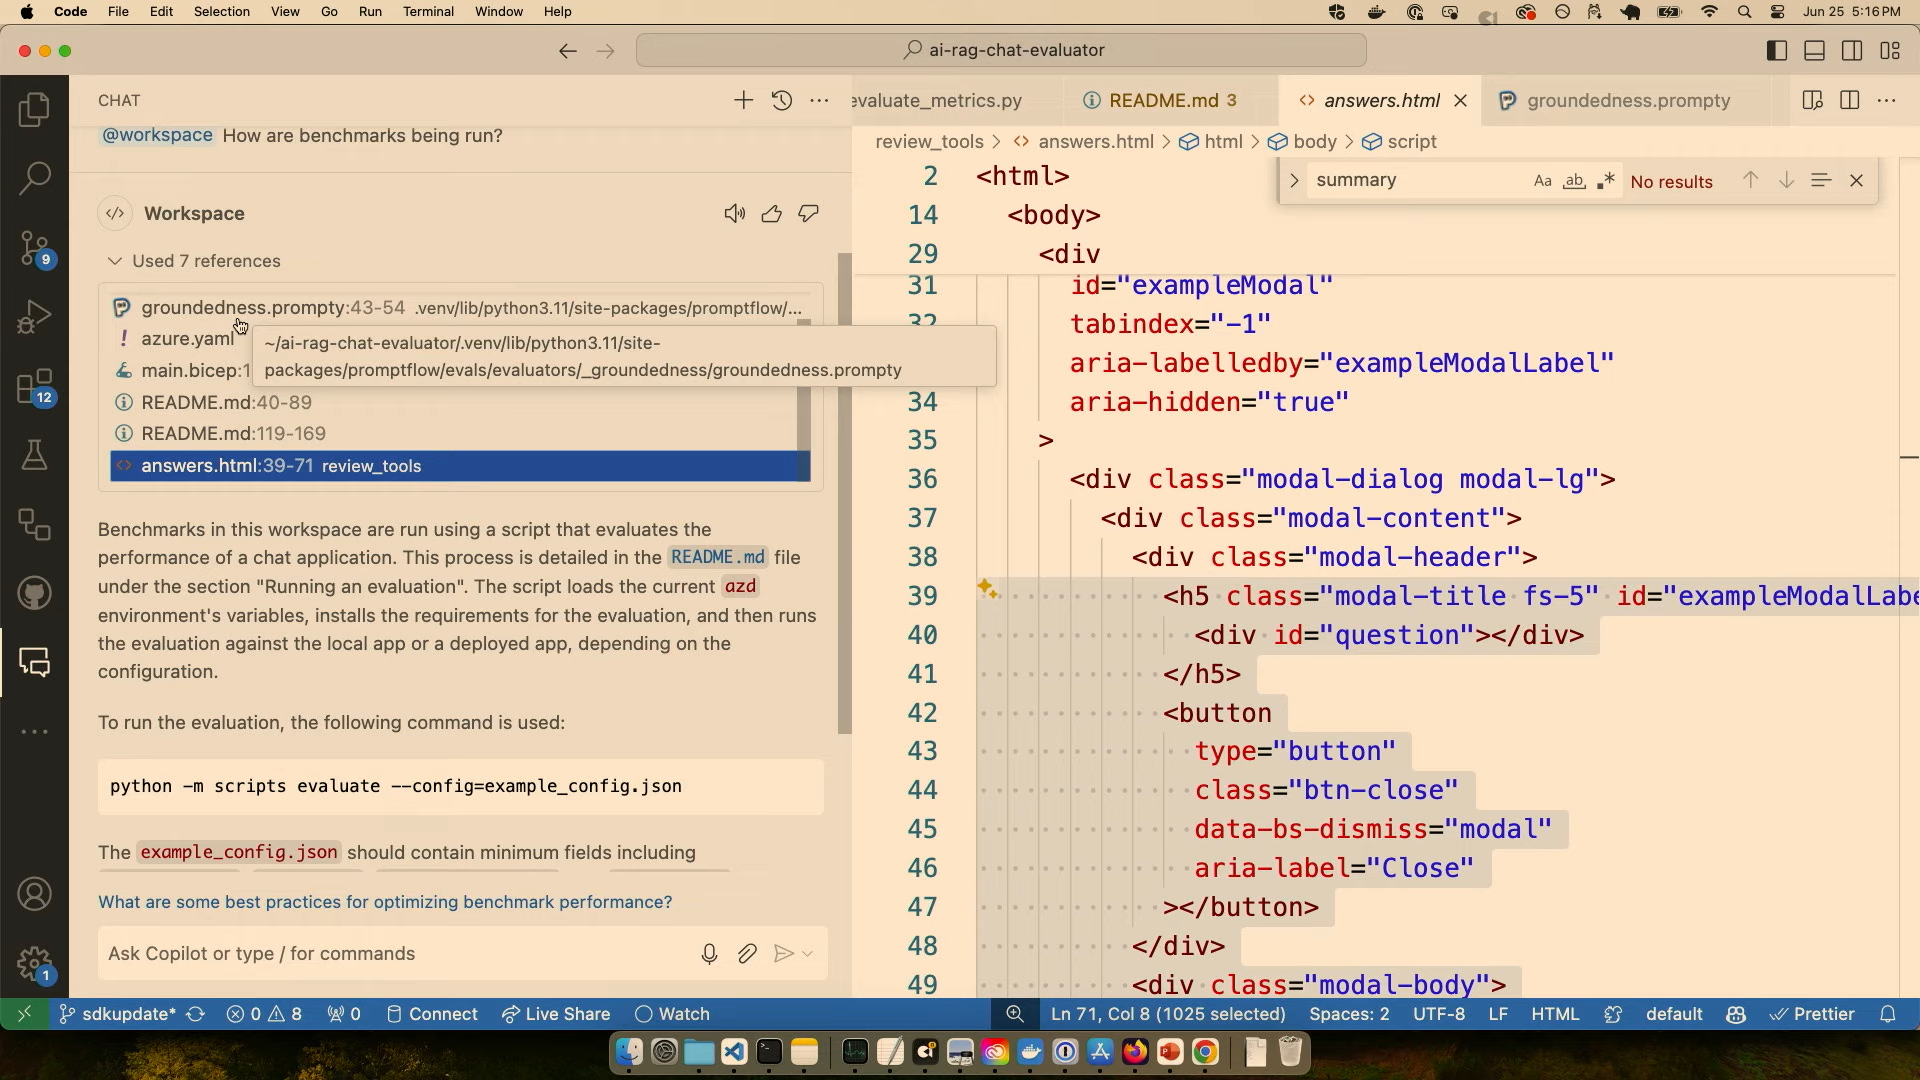 Code File Edit Selection View Go Run Terminal Window Help
Jun 25 5:16 PM
ai-rag-chat-evaluator
CHAT
evaluate_metrics.py
README.md 3
answers.html
groundedness.prompty
@workspace How are benchmarks being run?
review_tools > answers.html > html > body > script
summary
Aa ab .*
No results
Workspace
Used 7 references
groundedness.prompty:43-54 .venv/lib/python3.11/site-packages/promptflow/...
azure.yaml
main.bicep:1
~/ai-rag-chat-evaluator/.venv/lib/python3.11/site-
packages/promptflow/evals/evaluators/_groundedness/groundedness.prompty
README.md:40-89
README.md:119-169
answers.html:39-71 review_tools
Benchmarks in this workspace are run using a script that evaluates the
performance of a chat application. This process is detailed in the README.md file
under the section "Running an evaluation". The script loads the current azd
environment's variables, installs the requirements for the evaluation, and then runs
the evaluation against the local app or a deployed app, depending on the
configuration.
To run the evaluation, the following command is used:
python -m scripts evaluate --config=example_config.json
The example_config.json should contain minimum fields including
What are some best practices for optimizing benchmark performance?
Ask Copilot or type / for commands
9
12
1
2 <html>
14 <body>
29 <div
31 id="exampleModal"
32 tabindex="-1"
aria-labelledby="exampleModalLabel"
34 aria-hidden="true"
35 >
36 <div class="modal-dialog modal-lg">
37 <div class="modal-content">
38 <div class="modal-header">
39 <h5 class="modal-title fs-5" id="exampleModalLabe
40 <div id="question"></div>
41 </h5>
42 <button
43 type="button"
44 class="btn-close"
45 data-bs-dismiss="modal"
46 aria-label="Close"
47 ></button>
48 </div>
49 <div class="modal-body">
sdkupdate* 0 8 0 Connect Live Share Watch
Ln 71, Col 8 (1025 selected) Spaces: 2 UTF-8 LF HTML default Prettier